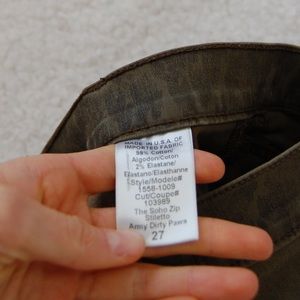 MADE IN U.S.A. OF
IMPORTED FABRIC
98% Cotton/
Algodon/Coton
2% Elastane/
Elastano/Elasthanne
Style/Modelo#
1558-1009
Cut/Coupe#
103989
The Soho Zip
Stiletto
Army Dirty Paws
27